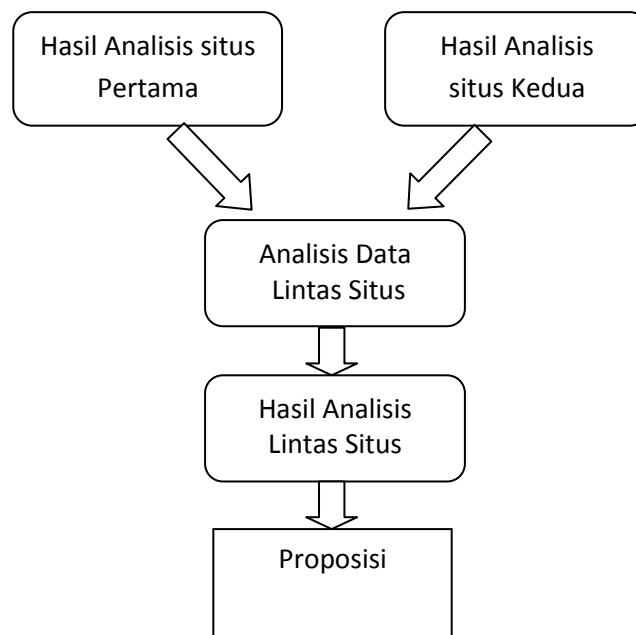 Hasil Analisis situs
Pertama
Hasil Analisis
situs Kedua
Analisis Data
Lintas Situs
Hasil Analisis
Lintas Situs
Proposisi